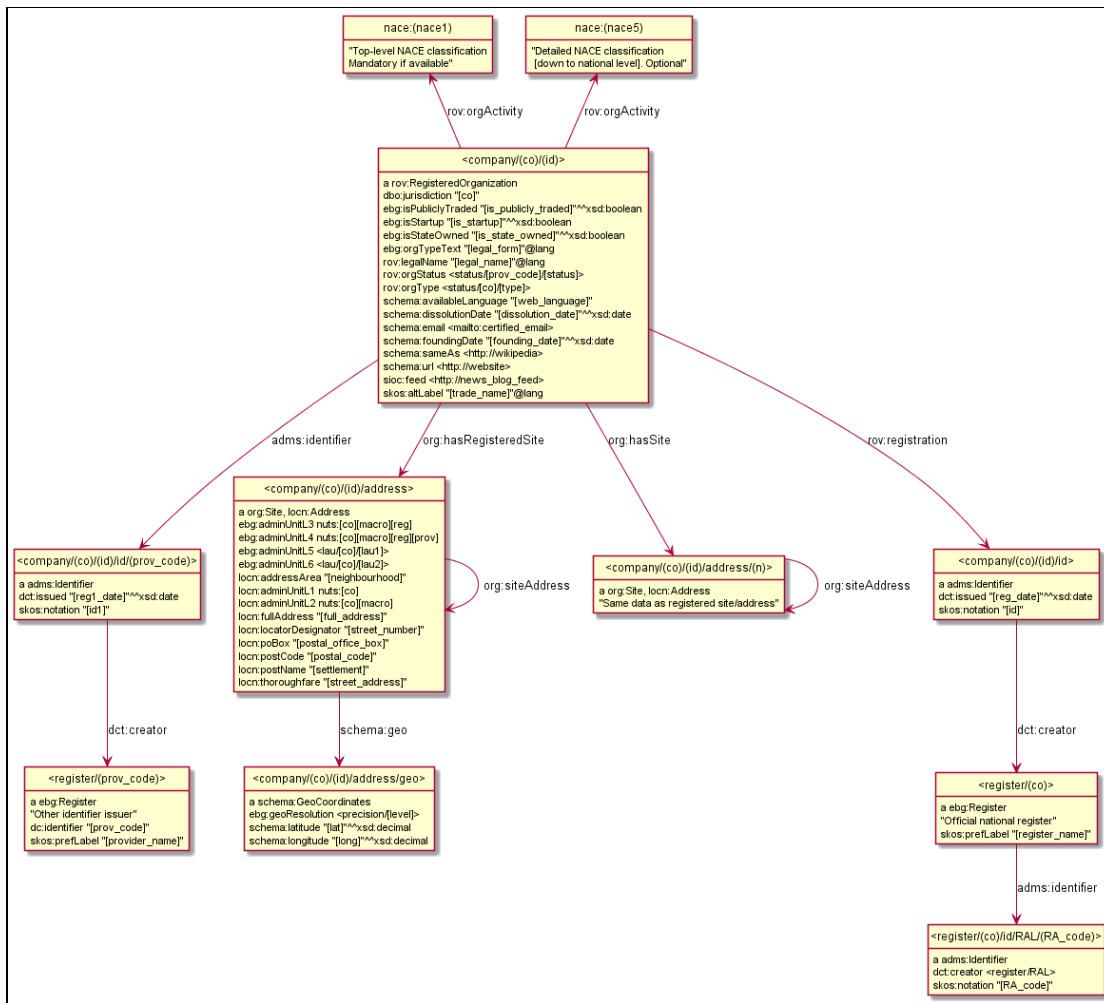 nace:(nace1)
"Top-level NACE classification
Mandatory if available"
nace:(nace5)
"Detailed NACE classification
[down to national level]. Optional"
rov:orgActivity
rov:orgActivity
<company/(co)/(id)>
a rov:RegisteredOrganization
dbo:jurisdiction "[co]"
ebg:isPubliclyTraded "[is_publicly_traded]"^^xsd:boolean
ebg:isStartup "[is_startup]"^^xsd:boolean
ebg:isStateOwned "[is_state_owned]"^^xsd:boolean
ebg:orgTypeText "[legal_form]"@lang
rov:legalName "[legal_name]"@lang
rov:orgStatus <status/[prov_code]/[status]>
rov:orgType <status/[co]/[type]>
schema:availableLanguage "[web_language]"
schema:dissolutionDate "[dissolution_date]"^^xsd:date
schema:email <mailto:certified_email>
schema:foundingDate "[founding_date]"^^xsd:date
schema:sameAs <http://wikipedia>
schema:url <http://website>
sioc:feed <http://news_blog_feed>
skos:altLabel "[trade_name]"@lang
adms:identifier
org:hasRegisteredSite
org:hasSite
rov:registration
<company/(co)/(id)/id/(prov_code)>
a adms:Identifier
dct:issued "[reg1_date]"^^xsd:date
skos:notation "[id1]"
<company/(co)/(id)/address>
a org:Site, locn:Address
ebg:adminUnitL3 nuts:[co][macro][reg]
ebg:adminUnitL4 nuts:[co][macro][reg][prov]
ebg:adminUnitL5 <lau/[co]/[lau1]>
ebg:adminUnitL6 <lau/[co]/[lau2]>
locn:addressArea "[neighbourhood]"
locn:adminUnitL1 nuts:[co]
locn:adminUnitL2 nuts:[co][macro]
locn:fullAddress "[full_address]"
locn:locatorDesignator "[street_number]"
locn:poBox "[postal_office_box]"
locn:postCode "[postal_code]"
locn:postName "[settlement]"
locn:thoroughfare "[street_address]"
org:siteAddress
<company/(co)/(id)/address/(n)>
a org:Site, locn:Address
"Same data as registered site/address"
org:siteAddress
<company/(co)/(id)/id>
a adms:Identifier
dct:issued "[reg_date]"^^xsd:date
skos:notation "[id]"
dct:creator
schema:geo
dct:creator
<register/(prov_code)>
a ebg:Register
"Other identifier issuer"
dc:identifier "[prov_code]"
skos:prefLabel "[provider_name]"
<company/(co)/(id)/address/geo>
a schema:GeoCoordinates
ebg:geoResolution <precision/[level]>
schema:latitude "[lat]"^^xsd:decimal
schema:longitude "[long]"^^xsd:decimal
<register/(co)>
a ebg:Register
"Official national register"
skos:prefLabel "[register_name]"
adms:identifier
<register/(co)/id/RAL/(RA_code)>
a adms:Identifier
dct:creator <register/RAL>
skos:notation "[RA_code]"